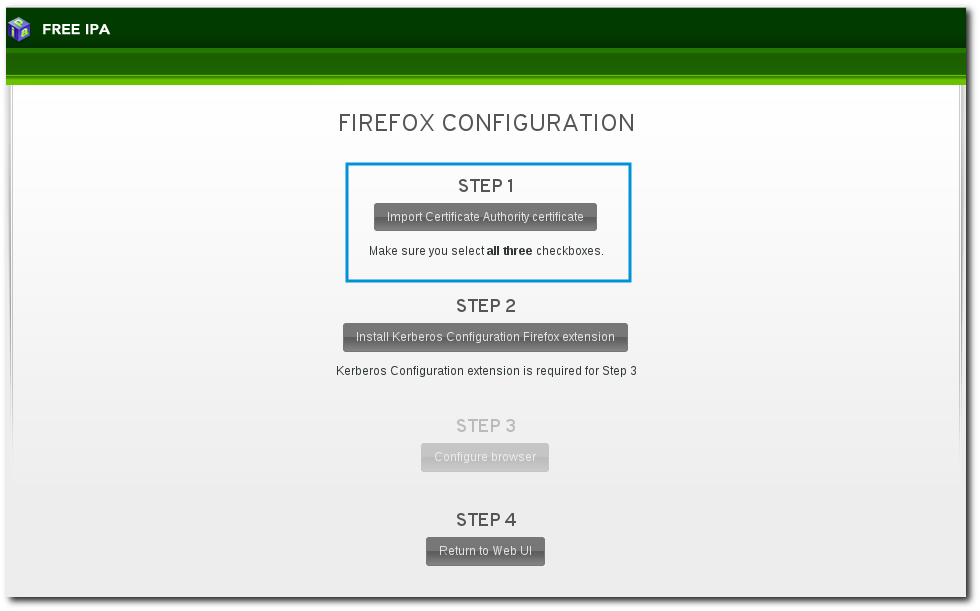 FREE IPA
FIREFOX CONFIGURATION
STEP 1
Import Certificate Authority certificate
Make sure you select all three checkboxes.
STEP 2
Install Kerberos Configuration Firefox extension
Kerberos Configuration extension is required for Step 3
STEP 3
Configure browser
STEP 4
Return to Web UI